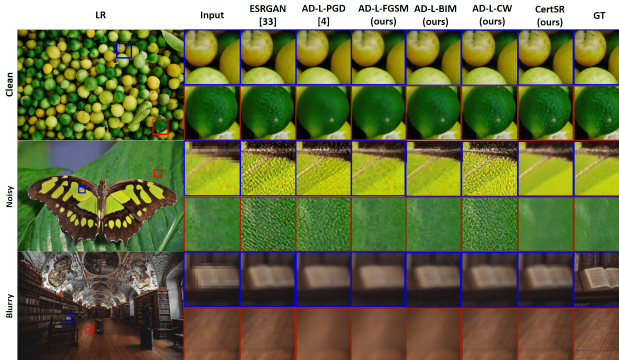 LR
Input
ESRGAN
[33]
AD-L-PGD
[4]
AD-L-FGSM
(ours)
AD-L-BIM
(ours)
AD-L-CW
(ours)
CertSR
(ours)
GT
Clean
Noisy
Blurry